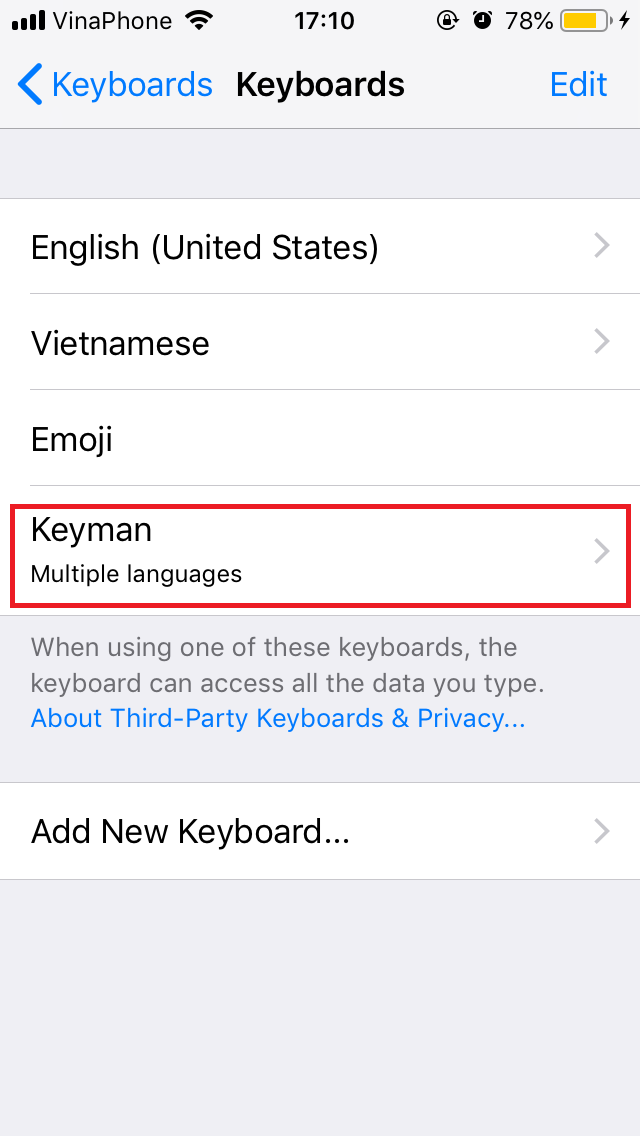 VinaPhone 17:10 78%
Keyboards Keyboards Edit
English (United States)
Vietnamese
Emoji
Keyman
Multiple languages
When using one of these keyboards, the
keyboard can access all the data you type.
About Third-Party Keyboards & Privacy...
Add New Keyboard...